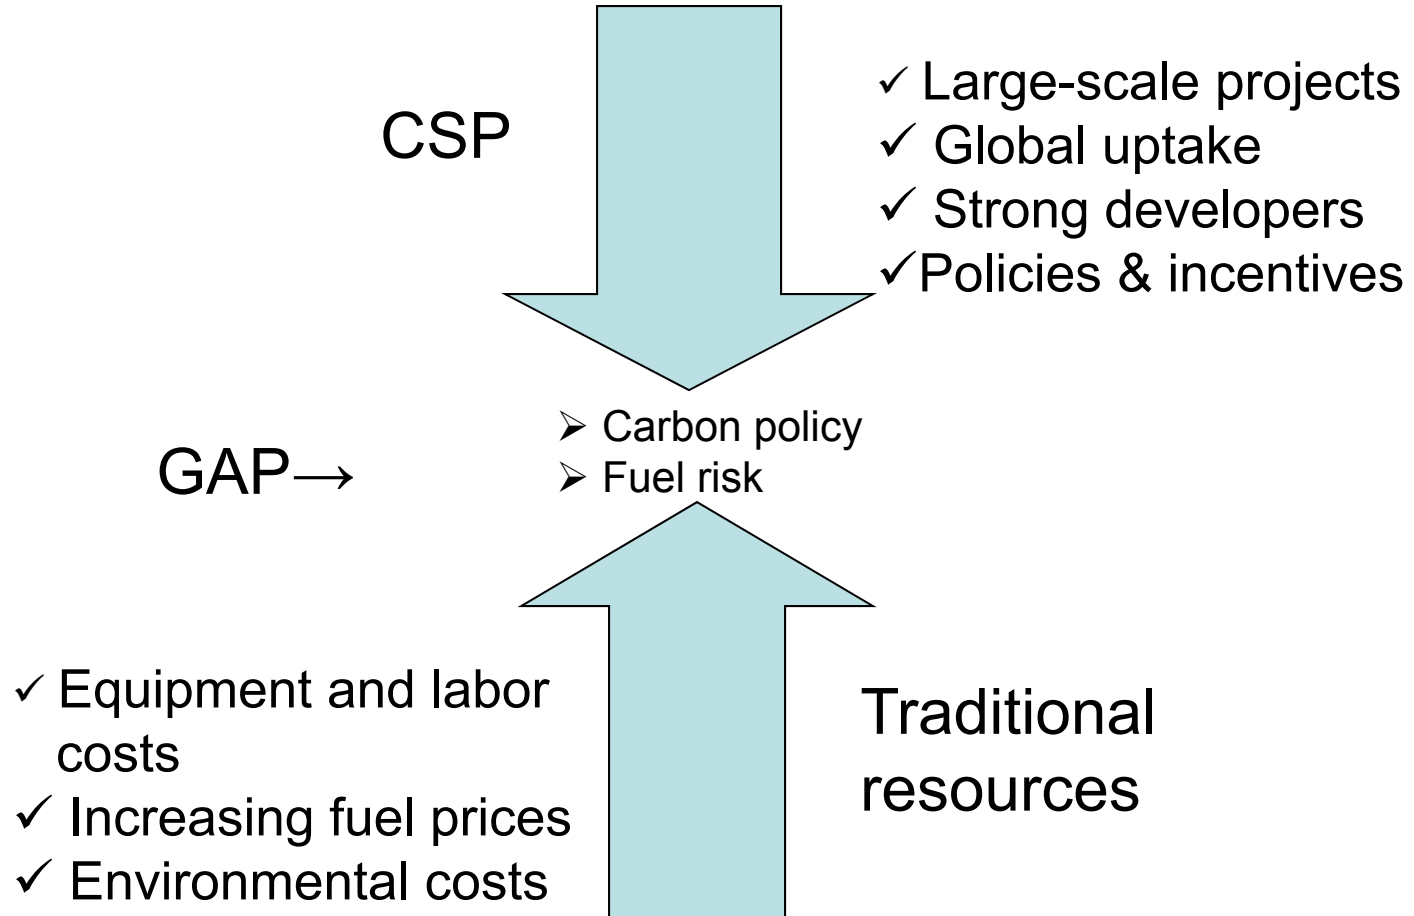 CSP
✓ Large-scale projects
✓ Global uptake
✓ Strong developers
✓Policies & incentives
GAP→
➢ Carbon policy
➢ Fuel risk
✓ Equipment and labor
costs
✓ Increasing fuel prices
✓ Environmental costs
Traditional
resources